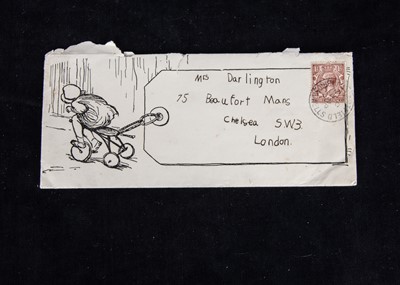 Mrs Darlington
75 Beaufort Mans
Chelsea S.W.3.
London.